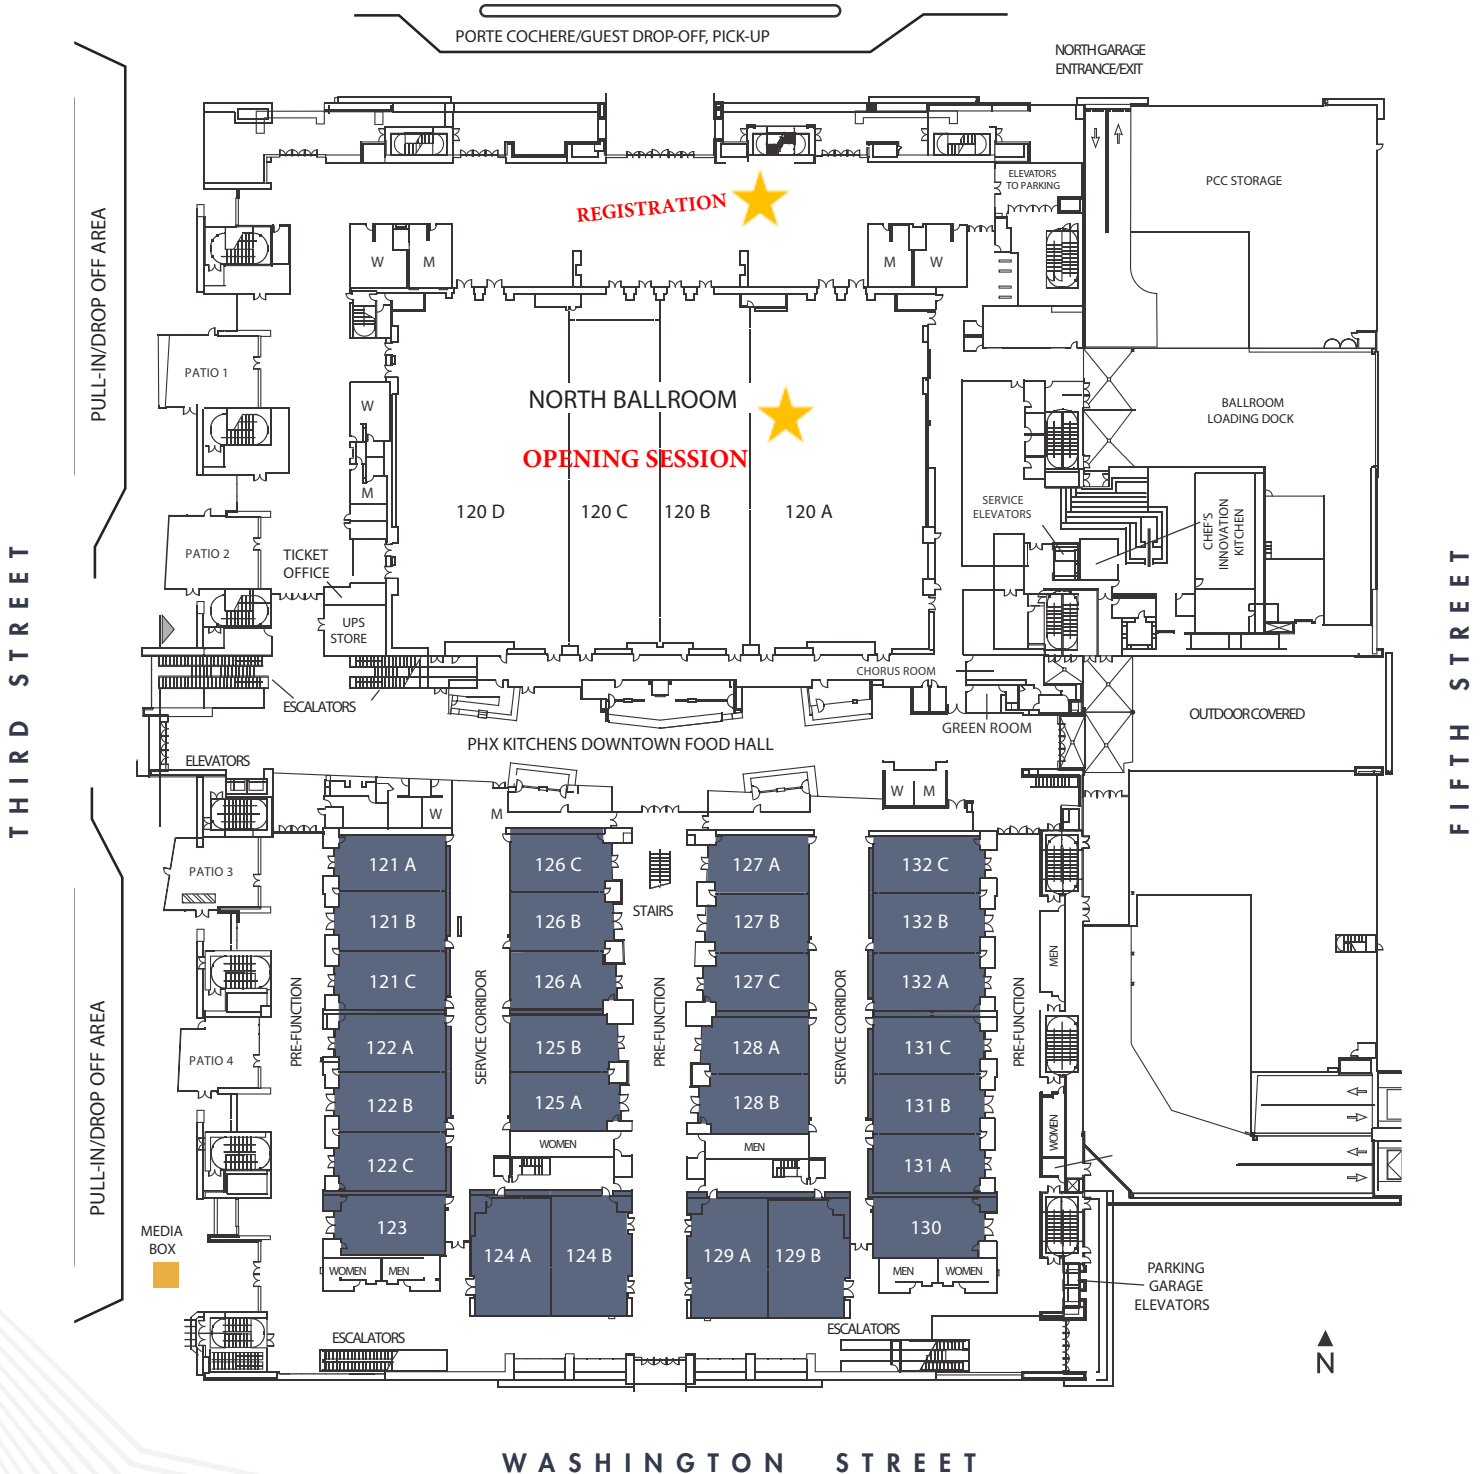 PORTE COCHERE/GUEST DROP-OFF, PICK-UP
NORTH GARAGE
ENTRANCE/EXIT
ELEVATORS
TO PARKING
PCC STORAGE
REGISTRATION
PULL-IN/DROP OFF AREA
W
M
M
W
PATIO 1
W
NORTH BALLROOM
BALLROOM
LOADING DOCK
OPENING SESSION
M
120 D
120 C
120 B
120 A
SERVICE
ELEVATORS
CHEF'S
INNOVATION
KITCHEN
PATIO 2
TICKET
OFFICE
UPS
STORE
THIRD STREET
FIFTH STREET
CHORUS ROOM
ESCALATORS
GREEN ROOM
OUTDOOR COVERED
PHX KITCHENS DOWNTOWN FOOD HALL
ELEVATORS
W
M
W
M
121 A
126 C
127 A
132 C
PATIO 3
STAIRS
121 B
126 B
127 B
132 B
MEN
121 C
126 A
127 C
132 A
PRE-FUNCTION
SERVICE CORRIDOR
PRE-FUNCTION
SERVICE CORRIDOR
PRE-FUNCTION
122 A
125 B
128 A
131 C
PATIO 4
122 B
125 A
128 B
131 B
WOMEN
WOMEN
MEN
122 C
131 A
PULL-IN/DROP OFF AREA
123
130
MEDIA
BOX
124 A
124 B
129 A
129 B
WOMEN
MEN
MEN
WOMEN
PARKING
GARAGE
ELEVATORS
ESCALATORS
ESCALATORS
N
WASHINGTON STREET